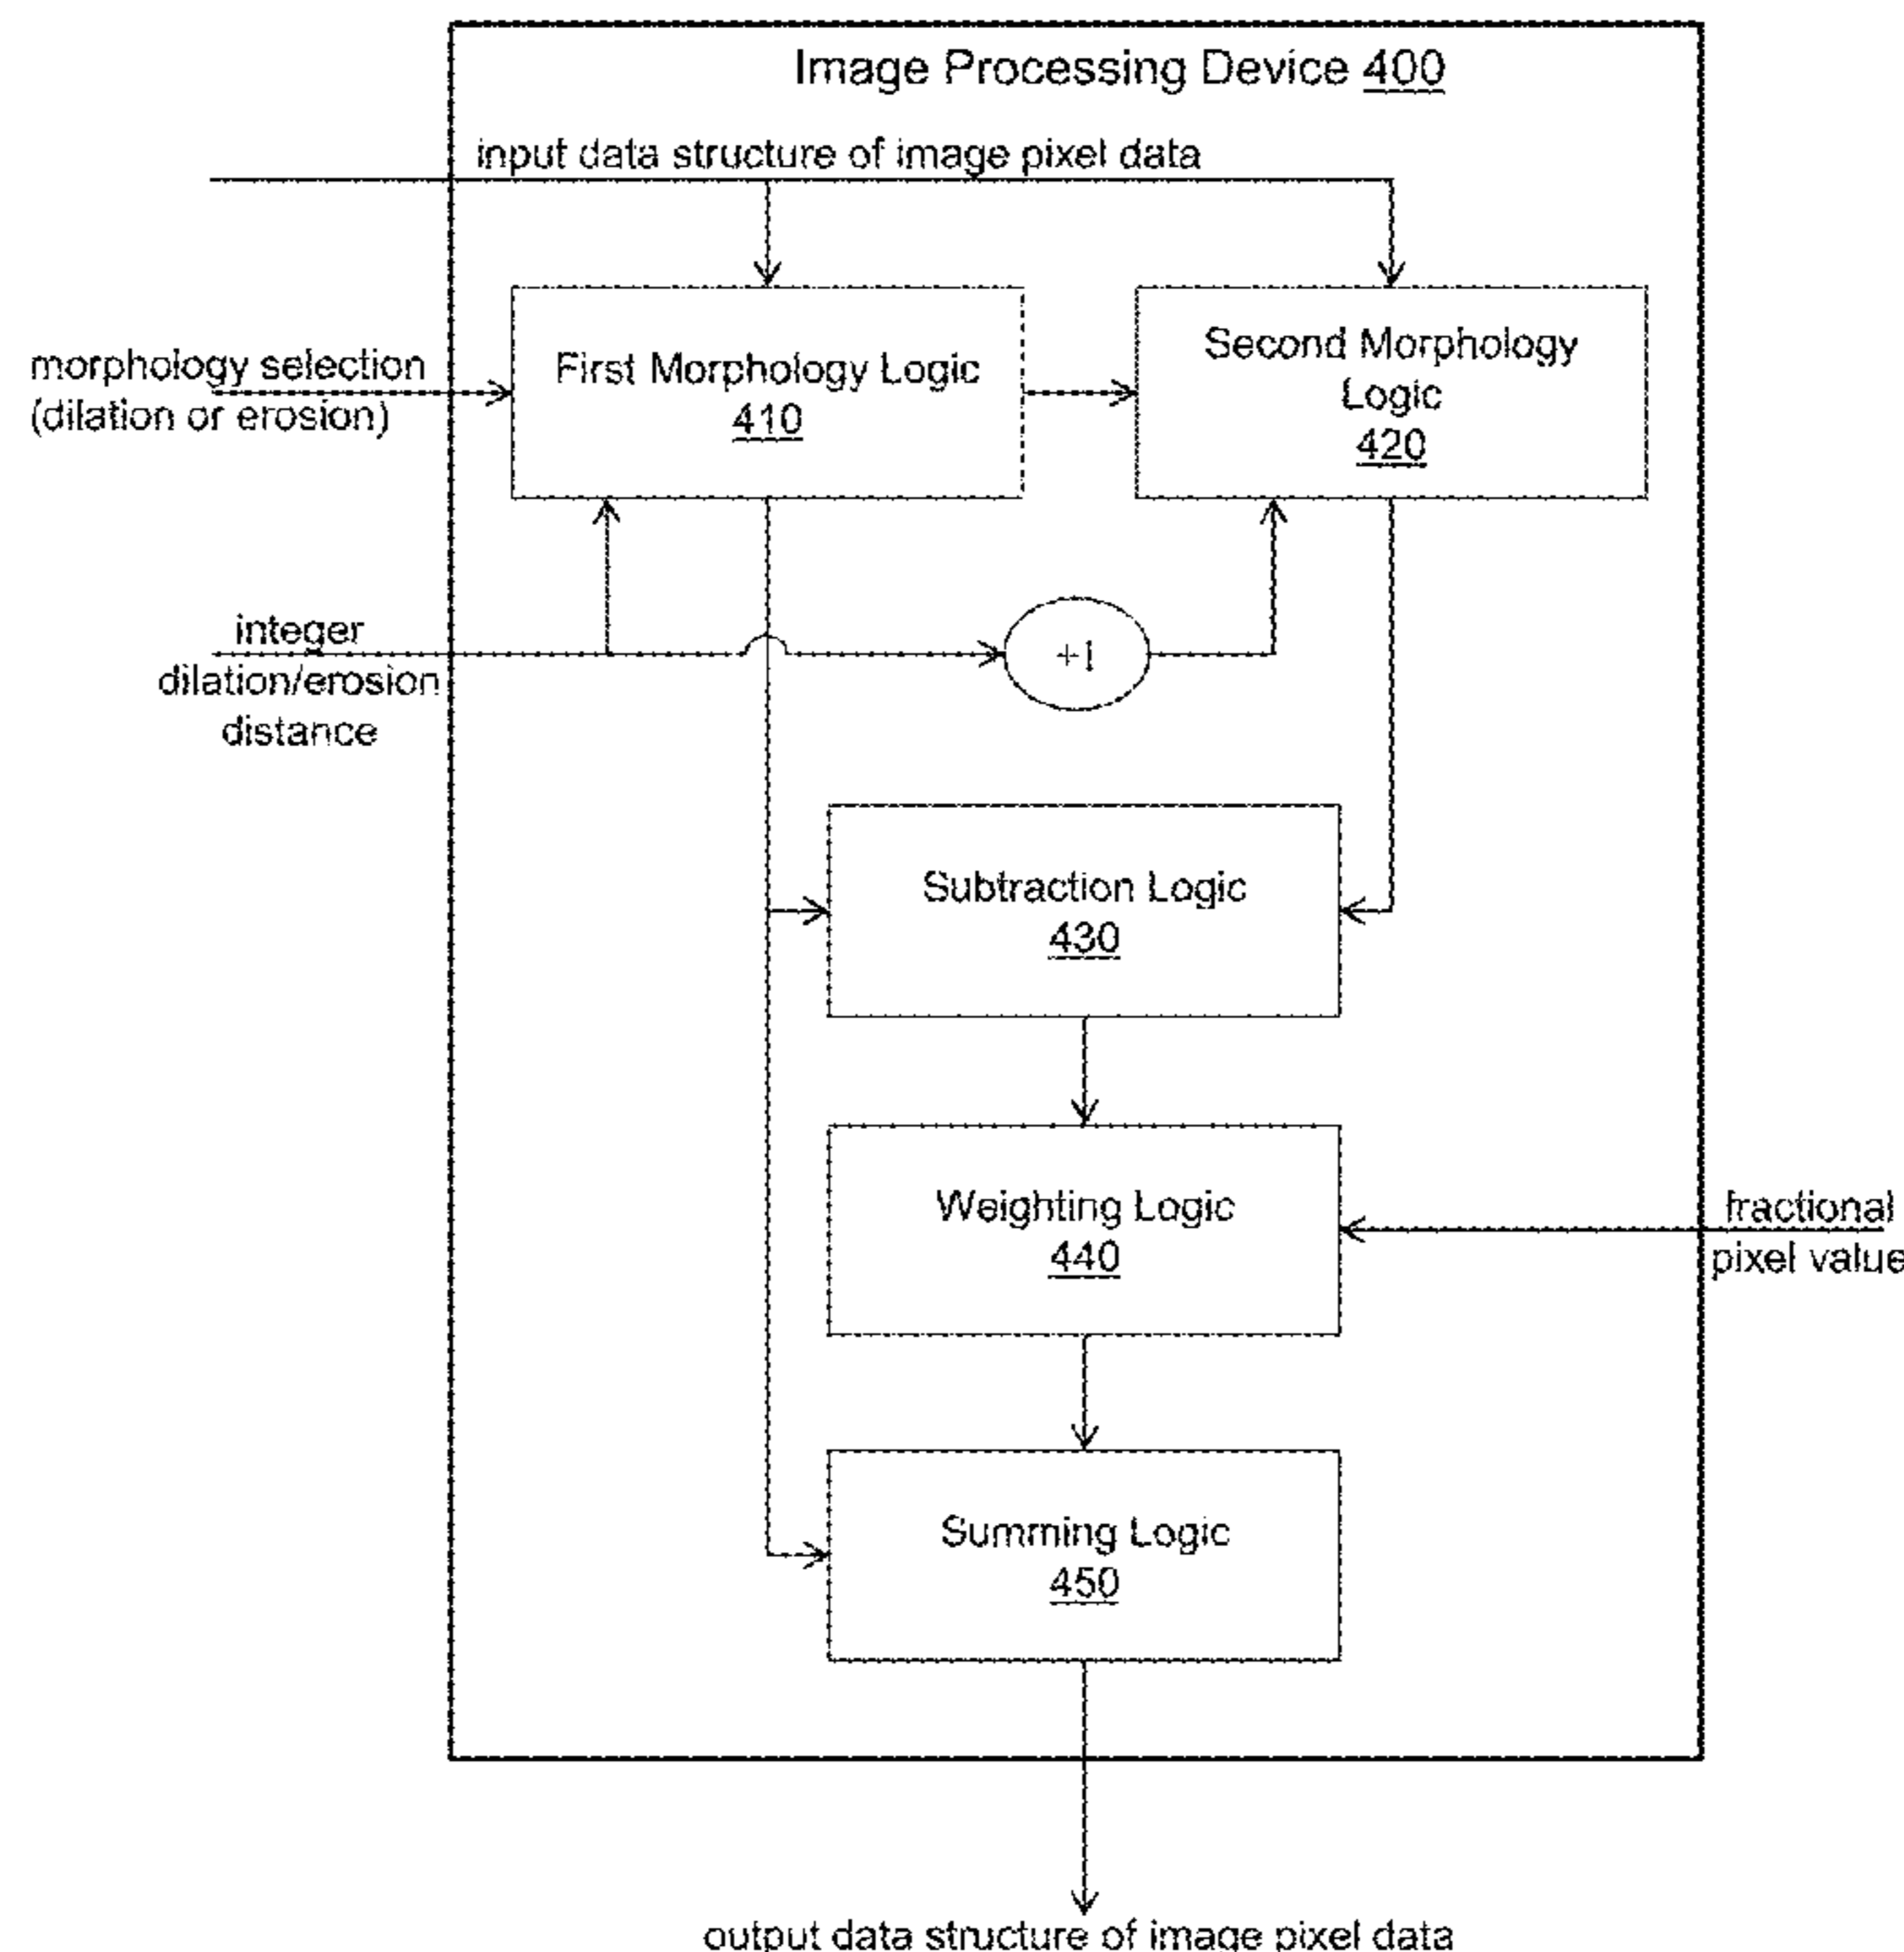 Image Processing Device 400
input data structure of image pixel data
morphology selection
(dilation or erosion)
First Morphology Logic
410
Second Morphology
Logic
420
integer
dilation/erosion
distance
+1
Subtraction Logic
430
Weighting Logic
440
fractional
pixel value
Summing Logic
450
output data structure of image pixel data